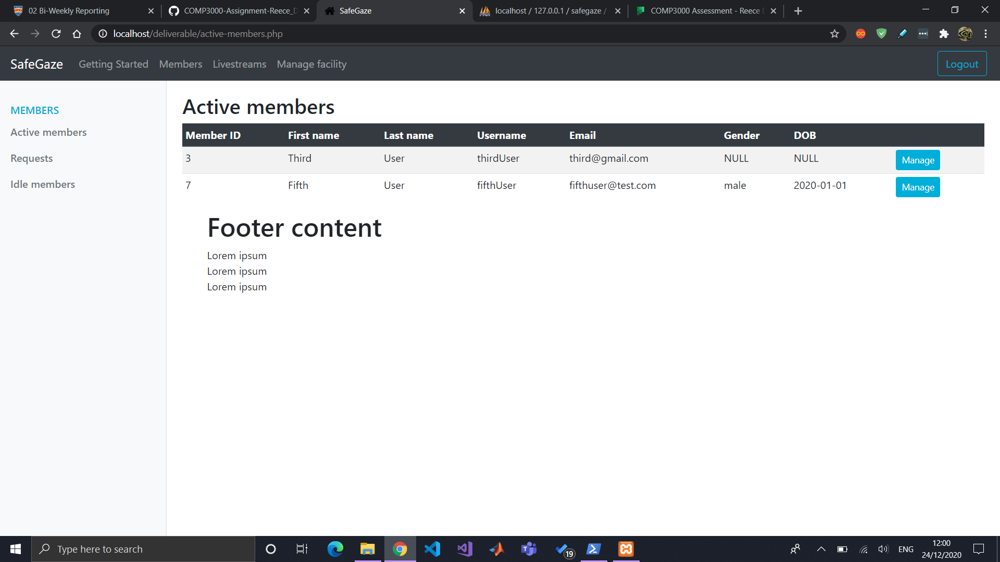 02 Bi-Weekly Reporting
COMP3000-Assignment-Reece_D
SafeGaze
localhost / 127.0.0.1 / safegaze /
COMP3000 Assessment - Reece
localhost/deliverable/active-members.php
SafeGaze Getting Started Members Livestreams Manage facility Logout
MEMBERS
Active members
Requests
Idle members
Active members
Member ID First name Last name Username Email Gender DOB
3 Third User thirdUser third@gmail.com NULL NULL Manage
7 Fifth User fifthUser fifthuser@test.com male 2020-01-01 Manage
Footer content
Lorem ipsum
Lorem ipsum
Lorem ipsum
Type here to search
19
ENG
12:00
24/12/2020